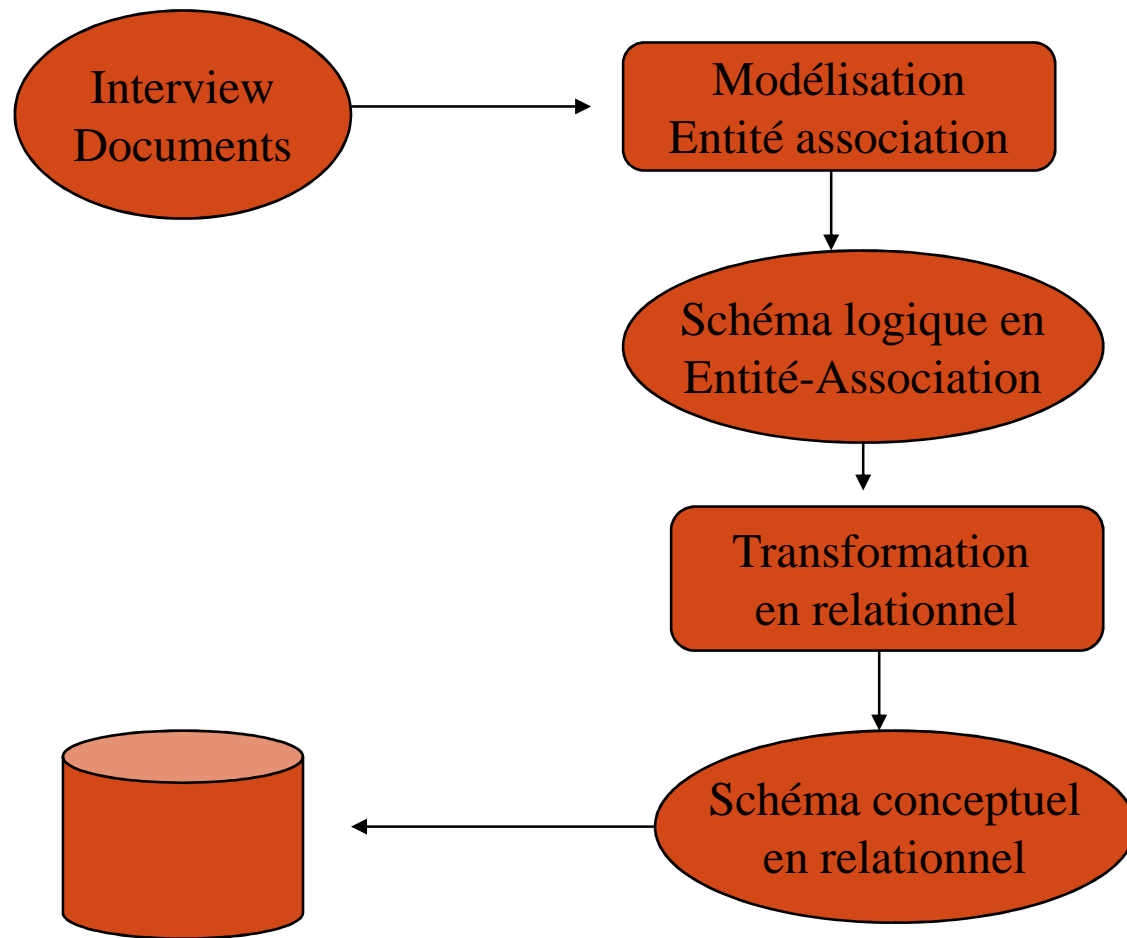 Interview
Documents
Modélisation
Entité association
Schéma logique en
Entité-Association
Transformation
en relationnel
Schéma conceptuel
en relationnel